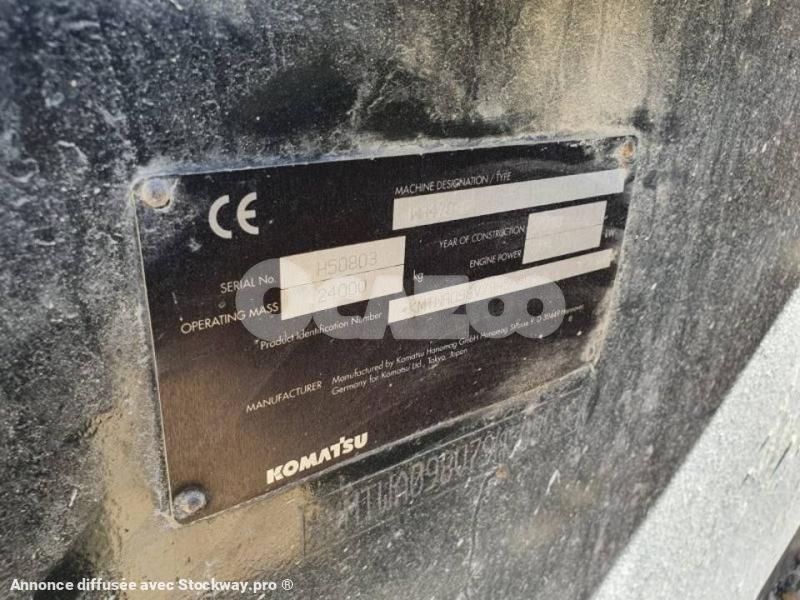 CE
MACHINE DESIGNATION / TYPE
YEAR OF CONSTRUCTION
SERIAL No. H50803
ENGINE POWER kW
OPERATING MASS 24000 kg
Product Identification Number
OCAZOO
MANUFACTURER Manufactured by Komatsu Hanomag GmbH Hanomag Strasse 9. D-30449 Hannover,
Germany for Komatsu Ltd., Tokyo, Japan
KOMATSU
Annonce diffusée avec Stockway.pro ®